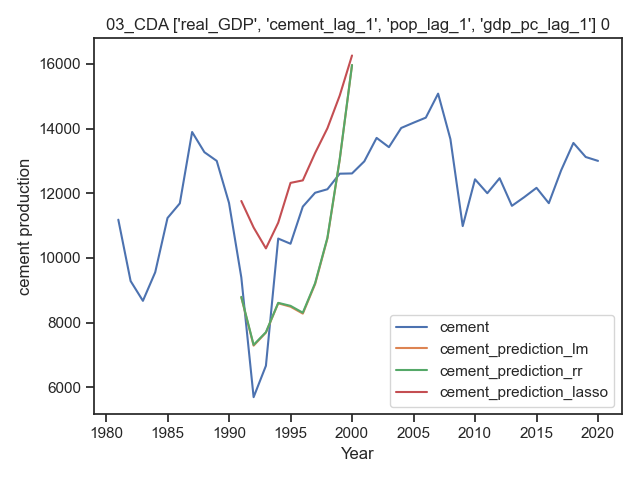 03_CDA ['real_GDP', 'cement_lag_1', 'pop_lag_1', 'gdp_pc_lag_1'] 0
16000
14000
12000
10000
8000
6000
cement production
cement
cement_prediction_lm
cement_prediction_rr
cement_prediction_lasso
1980 1985 1990 1995 2000 2005 2010 2015 2020
Year